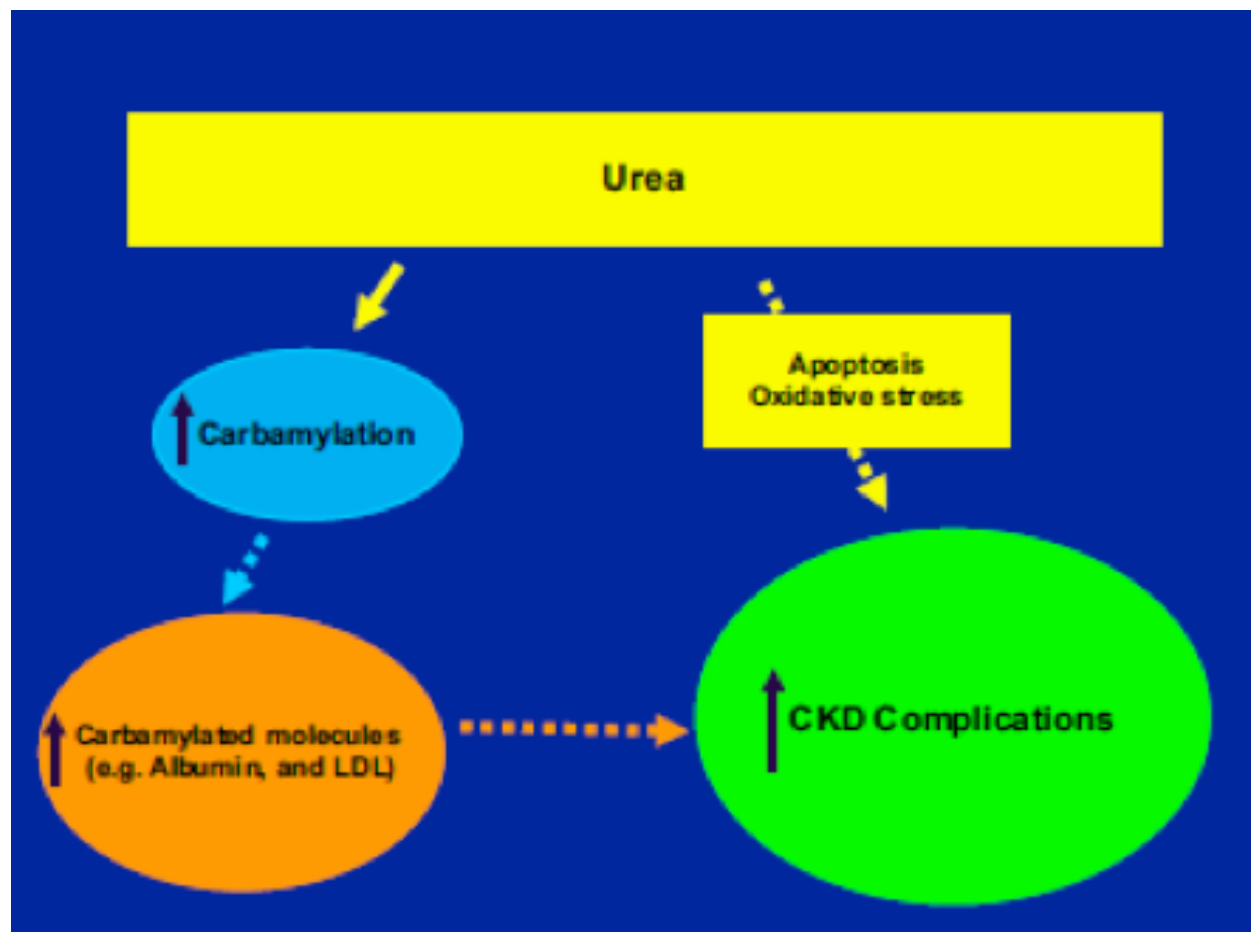 Urea
Apoptosis
Oxidative stress
Carbamylation
Carbamylated molecules
(e.g. Albumin, and LDL)
CKD Complications